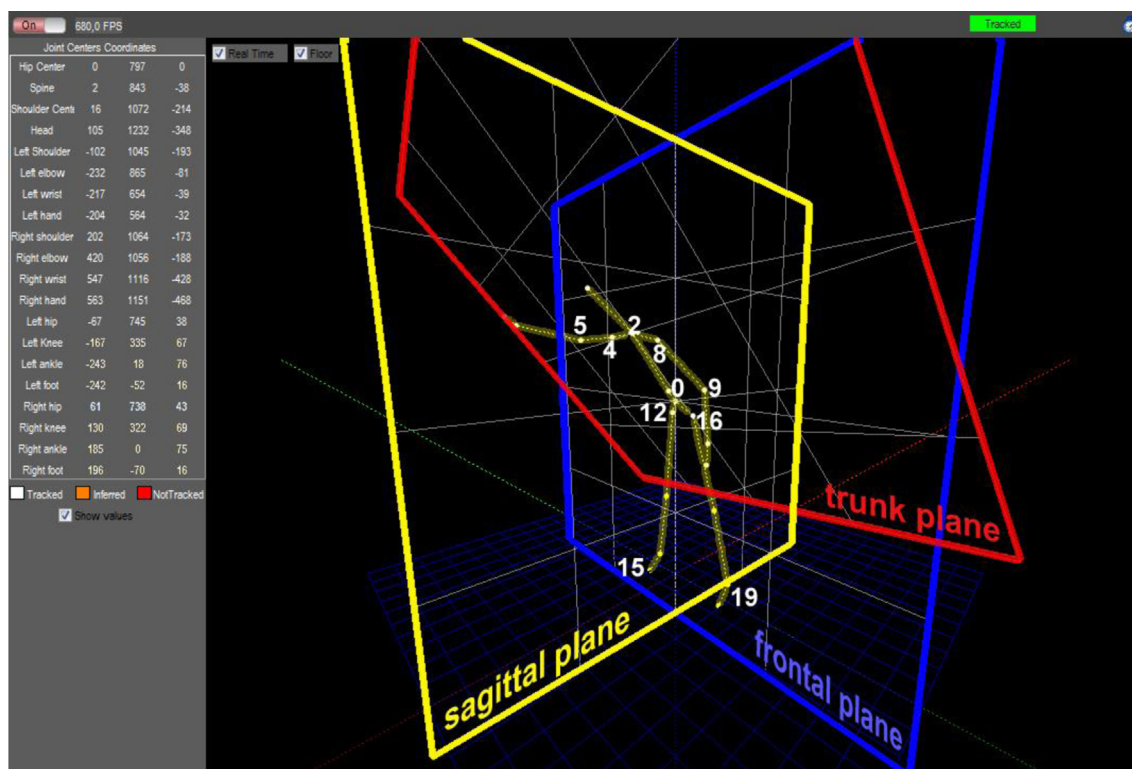 On 680,0 FPS Tracked
Joint Centers Coordinates
Hip Center 0 797 0
Spine 2 843 -38
Shoulder Cent 16 1072 -214
Head 105 1232 -348
Left Shoulder -102 1045 -193
Left elbow -232 865 -81
Left wrist -217 654 -39
Left hand -204 564 -32
Right shoulder 202 1064 -173
Right elbow 420 1056 -188
Right wrist 547 1116 -428
Right hand 563 1151 -468
Left hip -67 745 38
Left Knee -167 335 67
Left ankle -243 18 76
Left foot -242 -52 16
Right hip 61 738 43
Right knee 130 322 69
Right ankle 185 0 75
Right foot 196 -70 16
Tracked Inferred NotTracked
Show values
Real Time Floor
5 2
4 8
0 9
12 16
trunk plane
15
19
sagittal plane
frontal plane